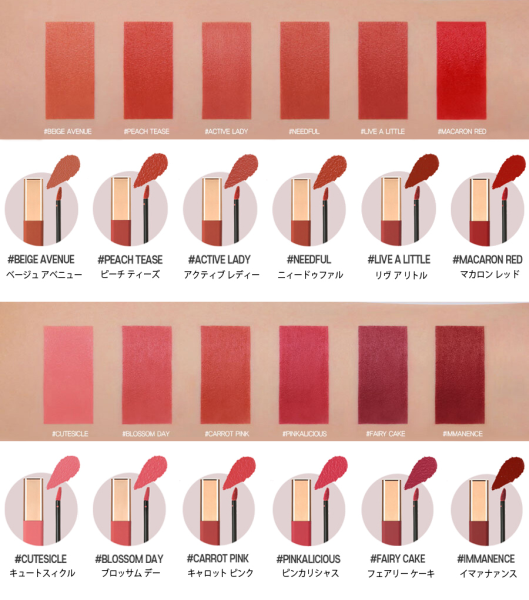 #BEIGE AVENUE #PEACH TEASE #ACTIVE LADY #NEEDFUL #LIVE A LITTLE #MACARON RED
#BEIGE AVENUE #PEACH TEASE #ACTIVE LADY #NEEDFUL #LIVE A LITTLE #MACARON RED
ベージュ アベニュー ピーチ ティーズ アクティブ レディー ニィードゥファル リヴ ア リトル マカロン レッド
#CUTESICLE #BLOSSOM DAY #CARROT PINK #PINKALICIOUS #FAIRY CAKE #IMMANENCE
#CUTESICLE #BLOSSOM DAY #CARROT PINK #PINKALICIOUS #FAIRY CAKE #IMMANENCE
キュートスィクル ブロッサム デー キャロット ピンク ピンカリシャス フェアリー ケーキ イマァナァンス